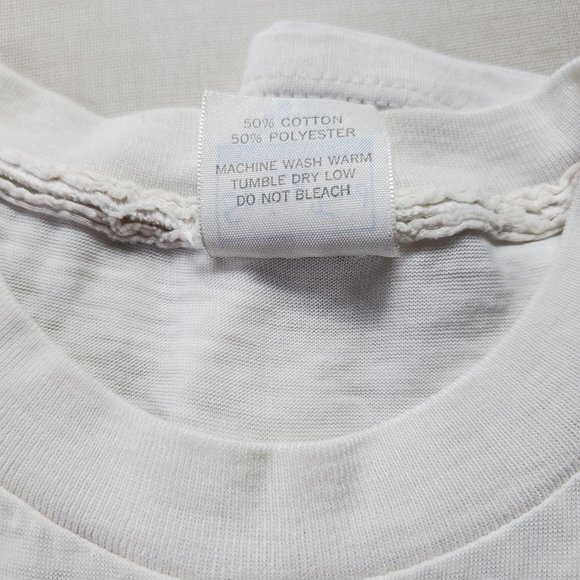 50% COTTON
50% POLYESTER
MACHINE WASH WARM
TUMBLE DRY LOW
DO NOT BLEACH